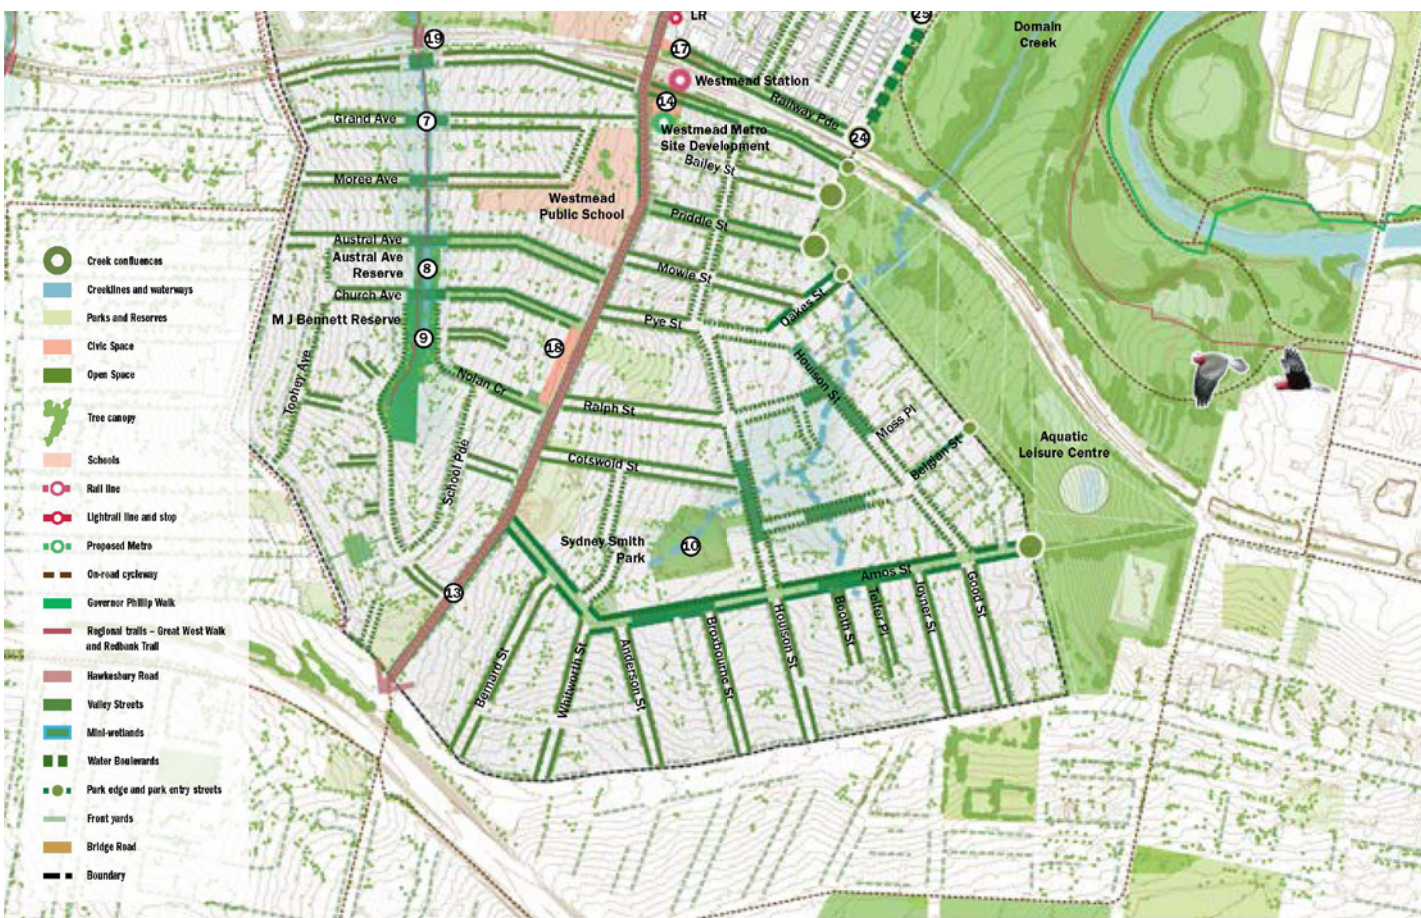 LR
25
Domain
Creek
19
17
Westmead Station
14
Railway Pde
24
Grand Ave
7
Westmead Metro
Site Development
Bailey St
Moree Ave
Westmead
Public School
Priddle St
Austral Ave
Austral Ave
Reserve
8
Mowle St
Church Ave
Oakes St
M J Bennett Reserve
9
Pye St
18
Houison St
Toohey Ave
Nolan Cr
Ralph St
Moss Pl
Belgian St
Aquatic
Leisure Centre
School Pde
Cotswold St
Sydney Smith
Park
10
13
Amos St
Bernard St
Whitworth St
Anderson St
Broxbourne St
Houison St
Booth St
Telfer Pl
Joyner St
Good St
Creek confluences
Creeklines and waterways
Parks and Reserves
Civic Space
Open Space
Tree canopy
Schools
Rail line
Lightrail line and stop
Proposed Metro
On-road cycleway
Governor Phillip Walk
Regional trails – Great West Walk
and Redbank Trail
Hawkesbury Road
Valley Streets
Mini-wetlands
Water Boulevards
Park edge and park entry streets
Front yards
Bridge Road
Boundary